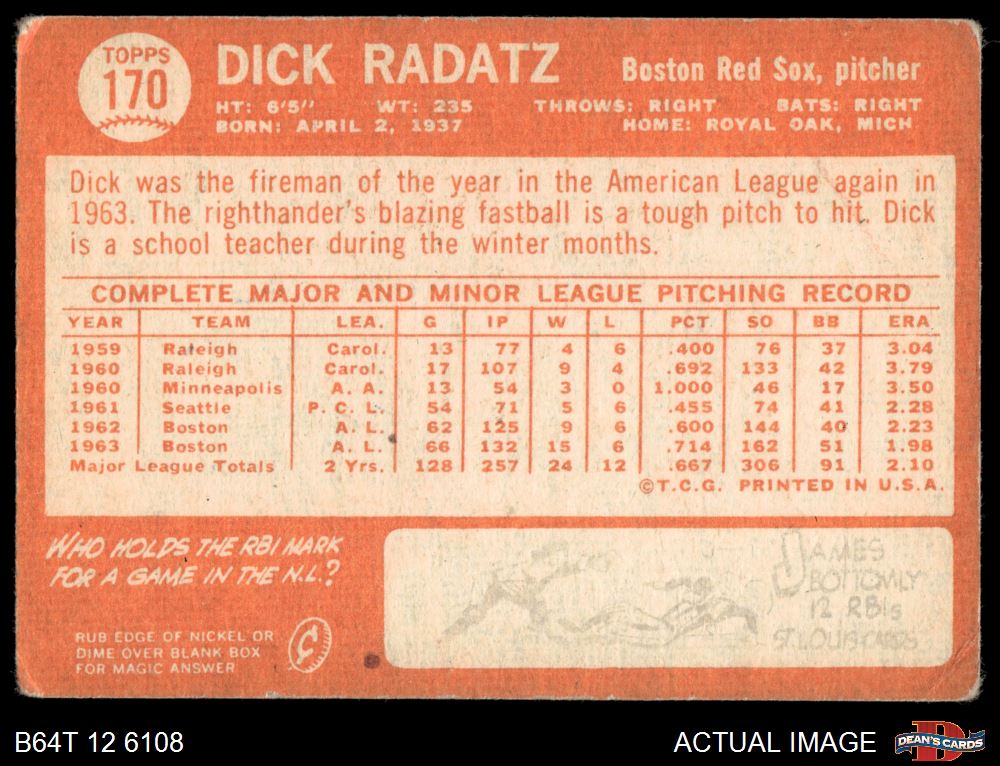 TOPPS
170
DICK RADATZ
Boston Red Sox, pitcher
HT: 6'5" WT: 235 THROWS: RIGHT BATS: RIGHT
BORN: APRIL 2, 1937 HOME: ROYAL OAK, MICH
Dick was the fireman of the year in the American League again in
1963. The righthander's blazing fastball is a tough pitch to hit. Dick
is a school teacher during the winter months.
COMPLETE MAJOR AND MINOR LEAGUE PITCHING RECORD
YEAR TEAM LEA. G IP W L PCT. SO BB ERA
1959 Raleigh Carol. 13 77 4 6 .400 76 37 3.04
1960 Raleigh Carol. 17 107 9 4 .692 133 42 3.79
1960 Minneapolis A. A. 13 54 3 0 1.000 46 17 3.50
1961 Seattle P. C. L. 54 71 5 6 .455 74 41 2.28
1962 Boston A. L. 62 125 9 6 .600 144 40 2.23
1963 Boston A. L. 66 132 15 6 .714 162 51 1.98
Major League Totals 2 Yrs. 128 257 24 12 .667 306 91 2.10
©T.C.G. PRINTED IN U.S.A.
WHO HOLDS THE RBI MARK
FOR A GAME IN THE N.L.?
RUB EDGE OF NICKEL OR
DIME OVER BLANK BOX
FOR MAGIC ANSWER
JAMES
BOTTOMLY
12 RBIs
ST. LOUIS CARDS
B64T 12 6108
ACTUAL IMAGE
DEAN'S CARDS